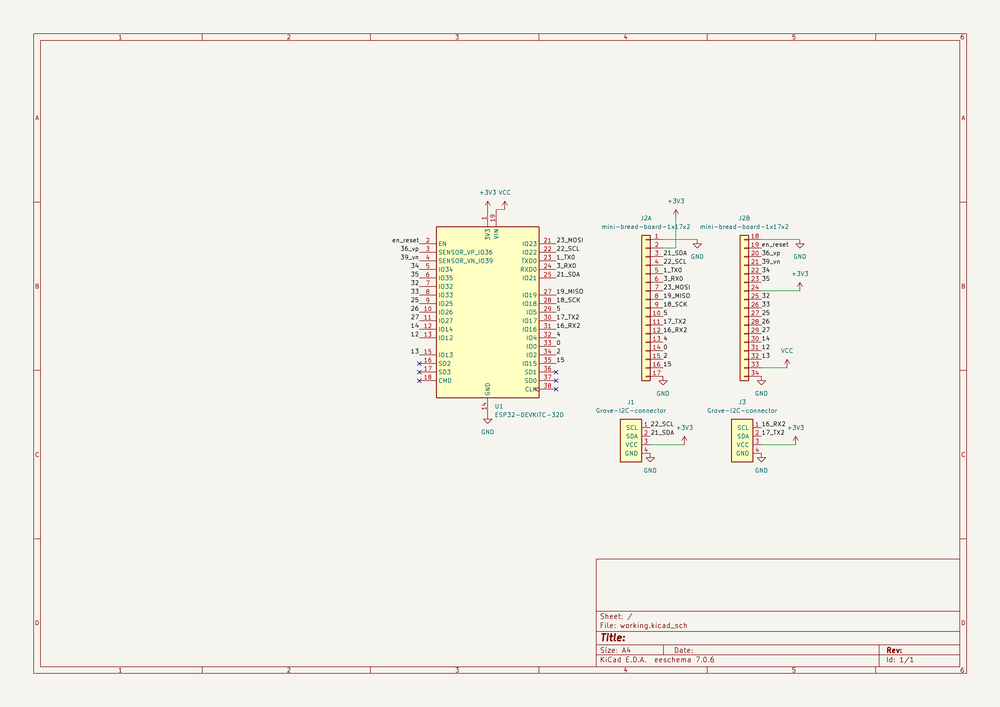 1 2 3 4 5 6
A A
B B
C C
D D
+3V3 VCC
1 19
3V3 VIN
en_reset 2 EN
36_vp 3 SENSOR_VP_IO36
39_vn 4 SENSOR_VN_IO39
34 5 IO34
35 6 IO35
32 7 IO32
33 8 IO33
25 9 IO25
26 10 IO26
27 11 IO27
14 12 IO14
12 13 IO12
13 15 IO13
16 SD2
17 SD3
18 CMD
IO23 21 23_MOSI
IO22 22 22_SCL
TXD0 23 1_TX0
RXD0 24 3_RX0
IO21 25 21_SDA
IO19 27 19_MISO
IO18 28 18_SCK
IO5 29 5
IO17 30 17_TX2
IO16 31 16_RX2
IO4 32 4
IO0 33 0
IO2 34 2
IO15 35 15
SD1 36
SD0 37
CLK 38
GND
14
GND
U1
ESP32-DEVKITC-32D
+3V3
J2A
mini-bread-board-1x17x2
1
2
3 21_SDA
4 22_SCL
5 1_TX0
6 3_RX0
7 23_MOSI
8 19_MISO
9 18_SCK
10 5
11 17_TX2
12 16_RX2
13 4
14 0
15 2
16 15
17
GND
GND
J2B
mini-bread-board-1x17x2
18
19 en_reset
20 36_vp
21 39_vn
22 34
23 35
24
25 32
26 33
27 25
28 26
29 27
30 14
31 12
32 13
33
34
GND
+3V3
VCC
GND
J1
Grove-I2C-connector
SCL 1 22_SCL
SDA 2 21_SDA
VCC 3
GND 4
+3V3
GND
J3
Grove-I2C-connector
SCL 1 16_RX2
SDA 2 17_TX2
VCC 3
GND 4
+3V3
GND
Sheet: /
File: working.kicad_sch
Title:
Size: A4 Date: Rev:
KiCad E.D.A. eeschema 7.0.6 Id: 1/1
1 2 3 4 5 6